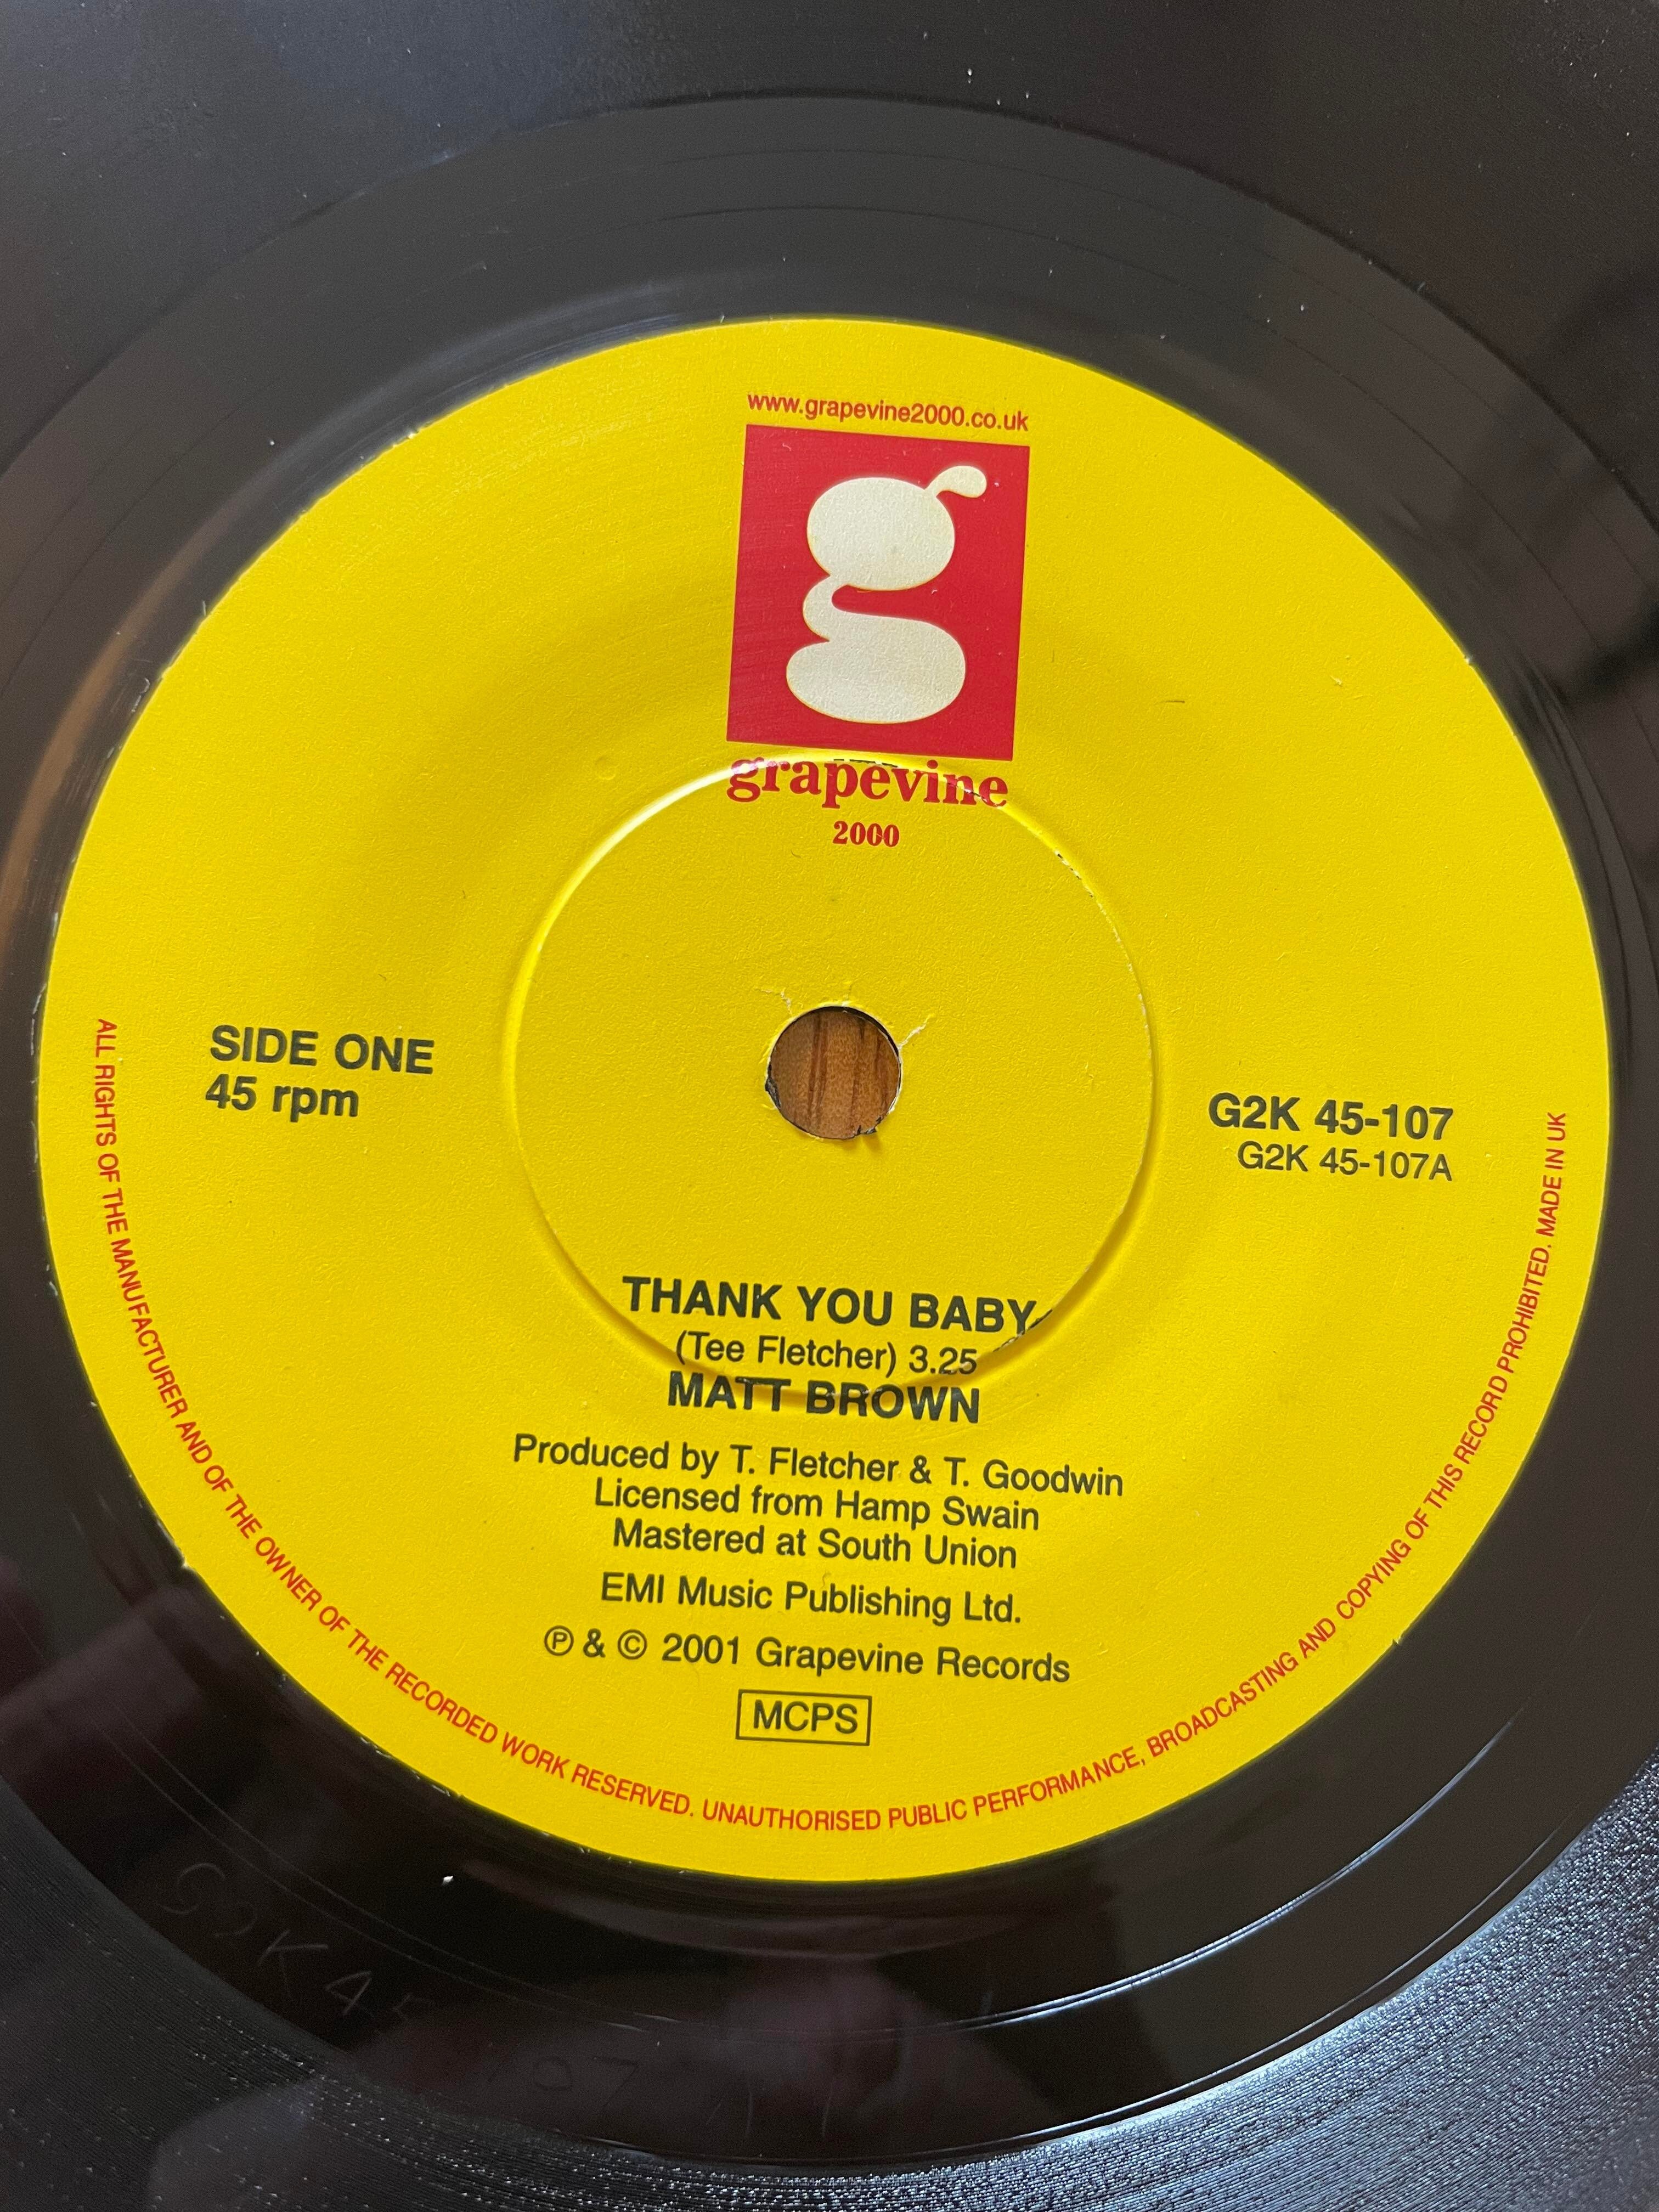 www.grapevine2000.co.uk
g
grapevine
2000
SIDE ONE
45 rpm
G2K 45-107
G2K 45-107A
THANK YOU BABY
(Tee Fletcher) 3.25
MATT BROWN
Produced by T. Fletcher & T. Goodwin
Licensed from Hamp Swain
Mastered at South Union
EMI Music Publishing Ltd.
℗ & © 2001 Grapevine Records
MCPS
ALL RIGHTS OF THE MANUFACTURER AND OF THE OWNER OF THE RECORDED WORK RESERVED. UNAUTHORISED PUBLIC PERFORMANCE, BROADCASTING AND COPYING OF THIS RECORD PROHIBITED. MADE IN UK